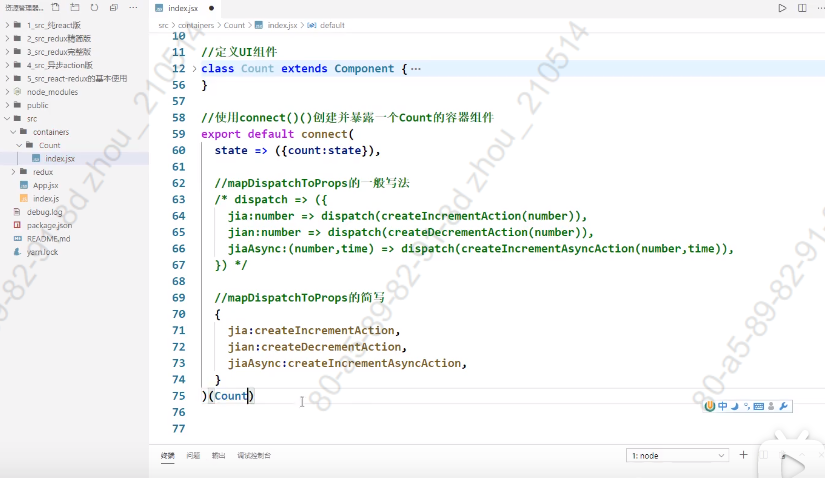 资源管理器...
index.jsx
src > containers > Count > index.jsx > default
1_src_纯react版
2_src_redux精简版
3_src_redux完整版
4_src_异步action版
5_src_react-redux的基本使用
node_modules
public
src
containers
Count
index.jsx
redux
App.jsx
index.js
debug.log
package.json
README.md
yarn.lock
10
11 //定义UI组件
12 class Count extends Component { ...
56 }
57
58 //使用connect()()创建并暴露一个Count的容器组件
59 export default connect(
60 state => ({count:state}),
61
62 //mapDispatchToProps的一般写法
63 /* dispatch => ({
64 jia:number => dispatch(createIncrementAction(number)),
65 jian:number => dispatch(createDecrementAction(number)),
66 jiaAsync:(number,time) => dispatch(createIncrementAsyncAction(number,time)),
67 }) */
68
69 //mapDispatchToProps的简写
70 {
71 jia:createIncrementAction,
72 jian:createDecrementAction,
73 jiaAsync:createIncrementAsyncAction,
74 }
75 )(Count)
76
77
中
终端 问题 输出 调试控制台
1: node
80-a5-89-82-91-8d zhou__210514